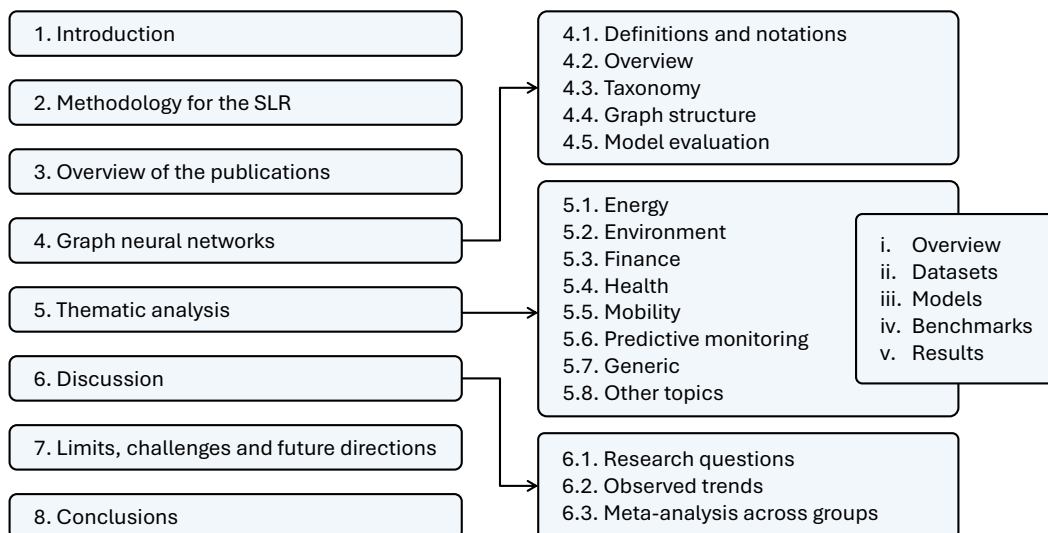 1. Introduction
2. Methodology for the SLR
3. Overview of the publications
4. Graph neural networks
5. Thematic analysis
6. Discussion
7. Limits, challenges and future directions
8. Conclusions
4.1. Definitions and notations
4.2. Overview
4.3. Taxonomy
4.4. Graph structure
4.5. Model evaluation
5.1. Energy
5.2. Environment
5.3. Finance
5.4. Health
5.5. Mobility
5.6. Predictive monitoring
5.7. Generic
5.8. Other topics
i. Overview
ii. Datasets
iii. Models
iv. Benchmarks
v. Results
6.1. Research questions
6.2. Observed trends
6.3. Meta-analysis across groups